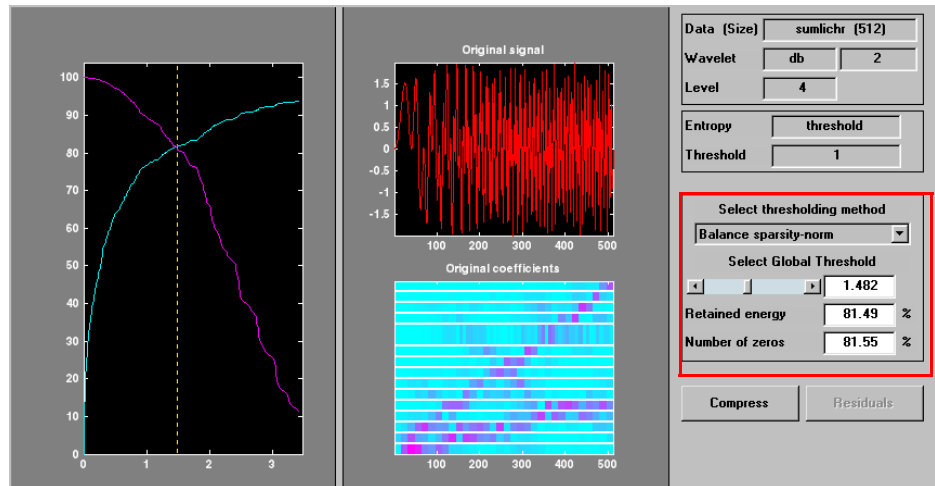 100
90
80
70
60
50
40
30
20
10
0
0 1 2 3
Original signal
1.5
1
0.5
0
-0.5
-1
-1.5
100 200 300 400 500
Original coefficients
100 200 300 400 500
Data (Size) sumlichr (512)
Wavelet db 2
Level 4
Entropy threshold
Threshold 1
Select thresholding method
Balance sparsity-norm
Select Global Threshold
1.482
Retained energy 81.49 %
Number of zeros 81.55 %
Compress Residuals